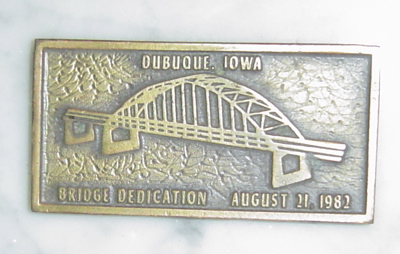 DUBUQUE, IOWA
BRIDGE DEDICATION AUGUST 21, 1982